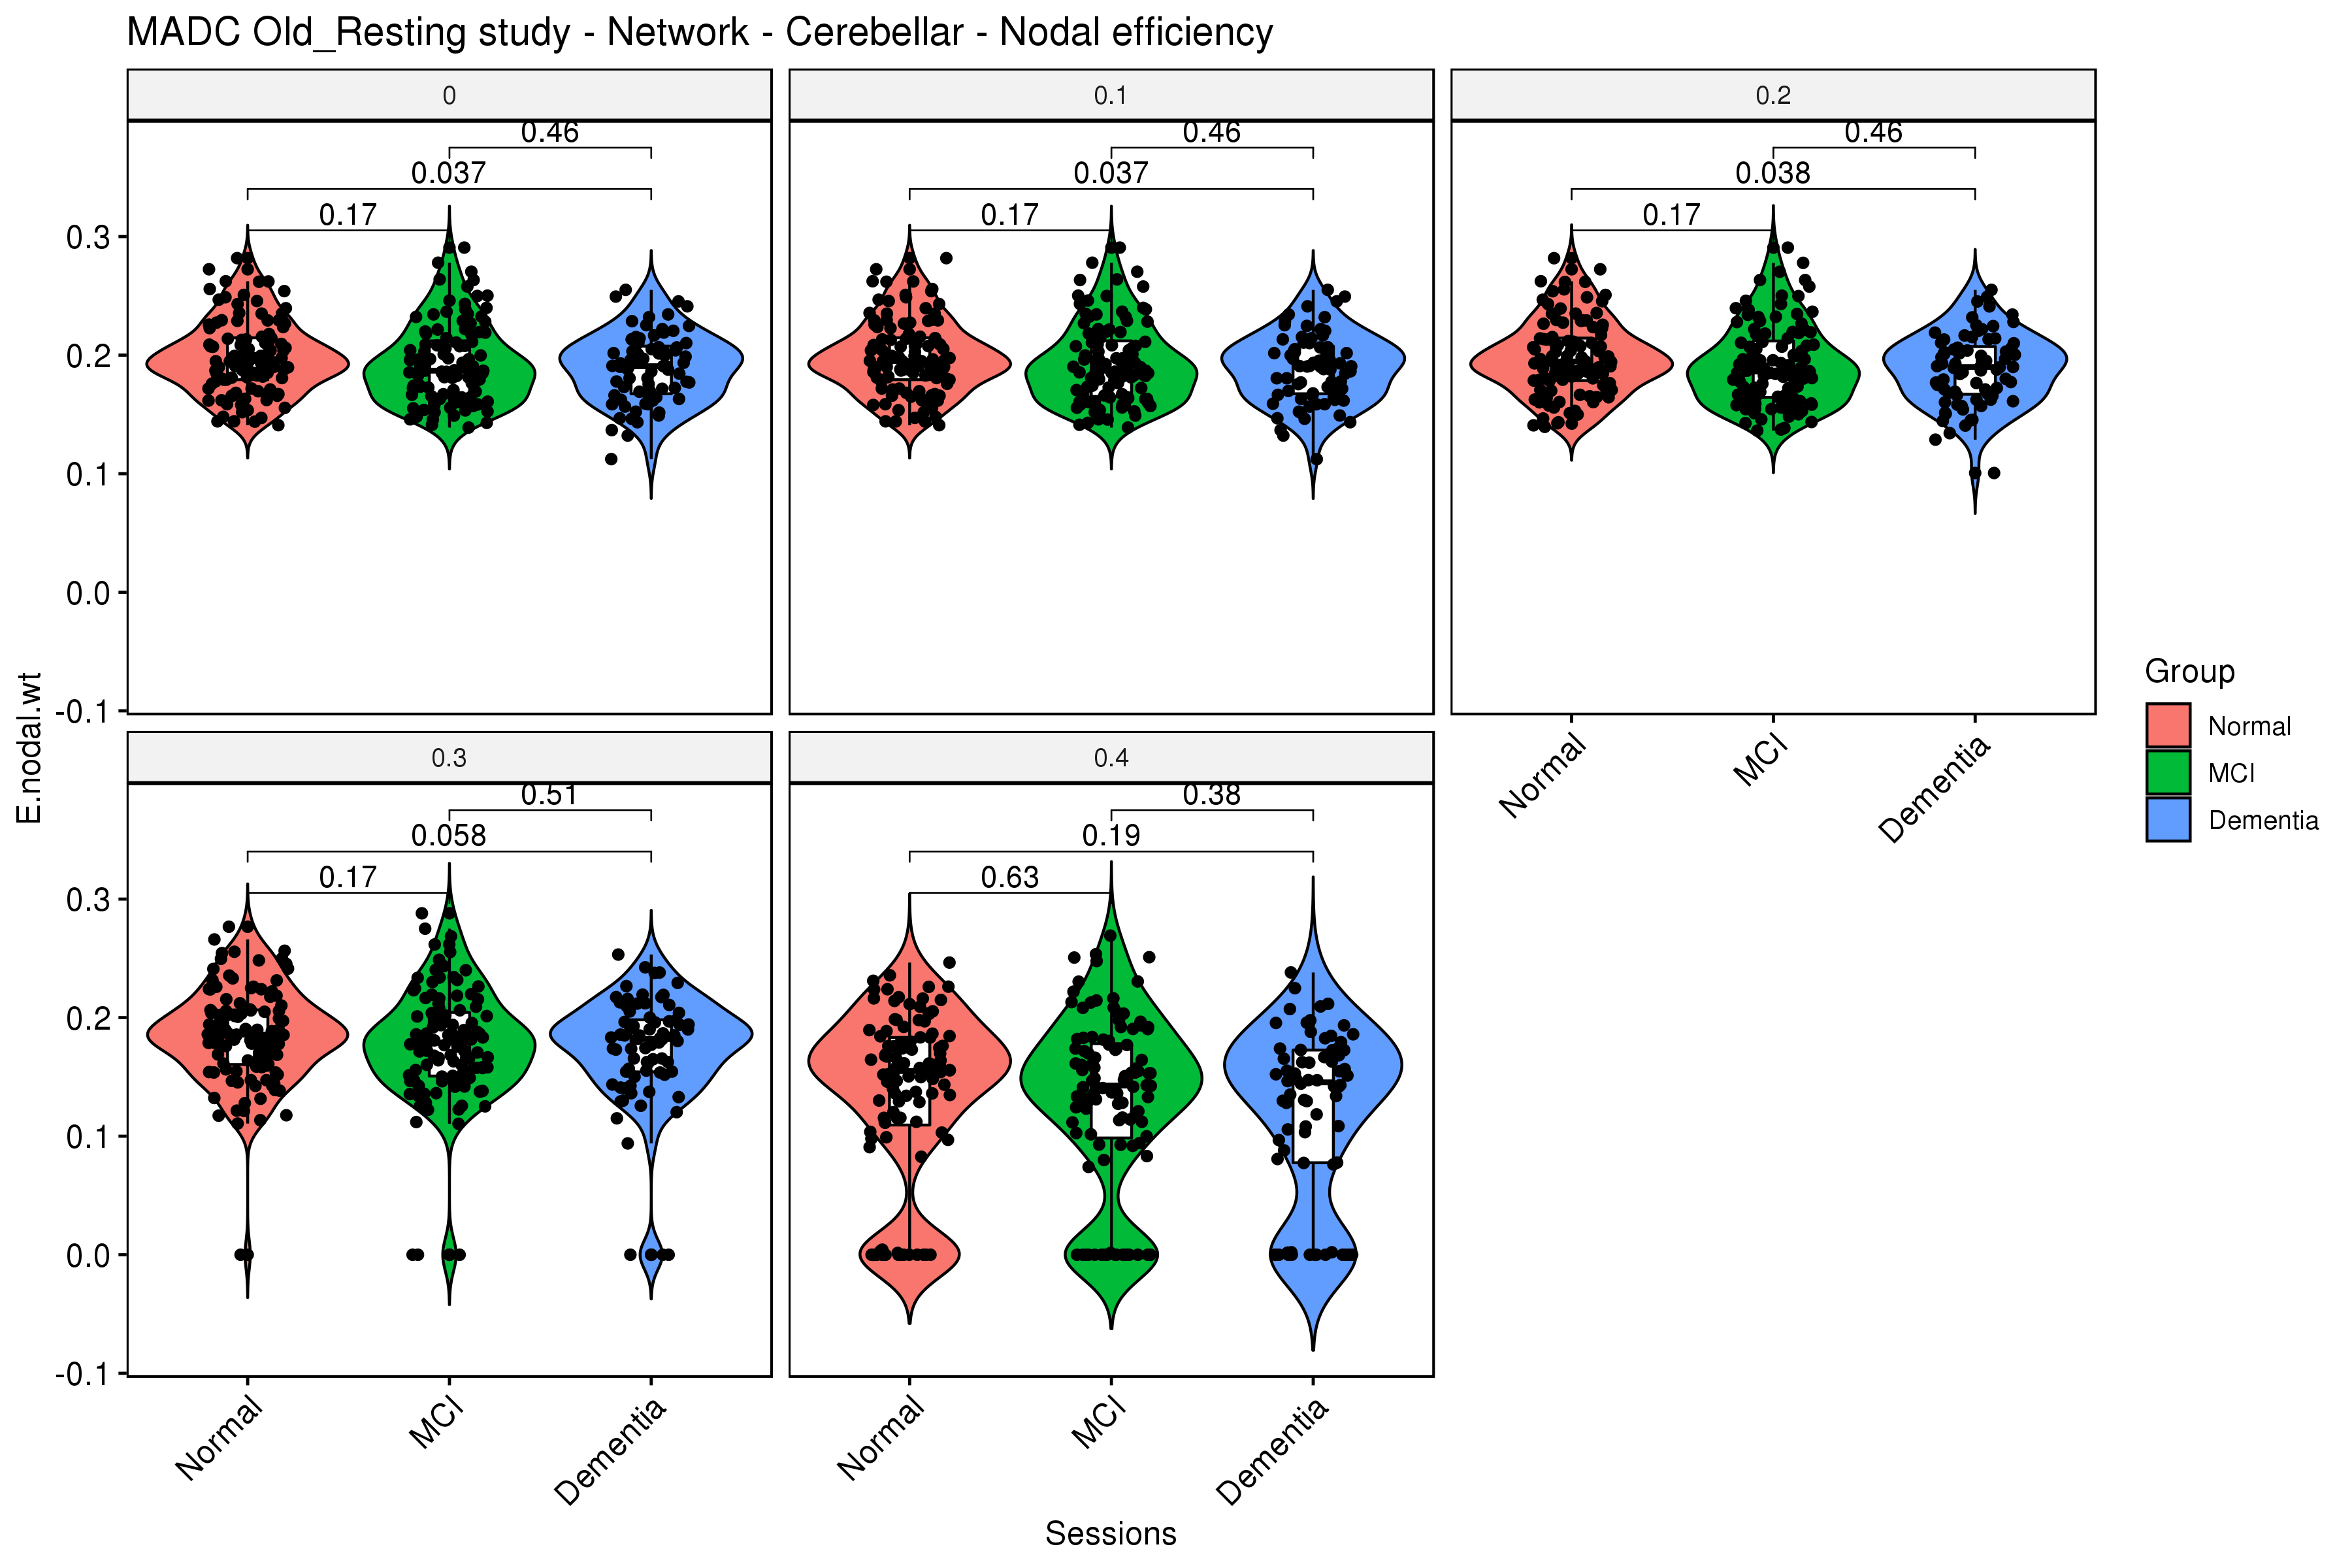 MADC Old_Resting study - Network - Cerebellar - Nodal efficiency
0
0.1
0.2
0.46
0.037
0.17
0.46
0.037
0.17
0.46
0.038
0.17
0.3
0.2
0.1
0.0
-0.1
Normal
MCI
Dementia
0.3
0.4
0.51
0.058
0.17
0.38
0.19
0.63
0.3
0.2
0.1
0.0
-0.1
Normal
MCI
Dementia
Normal
MCI
Dementia
E.nodal.wt
Sessions
Group
Normal
MCI
Dementia